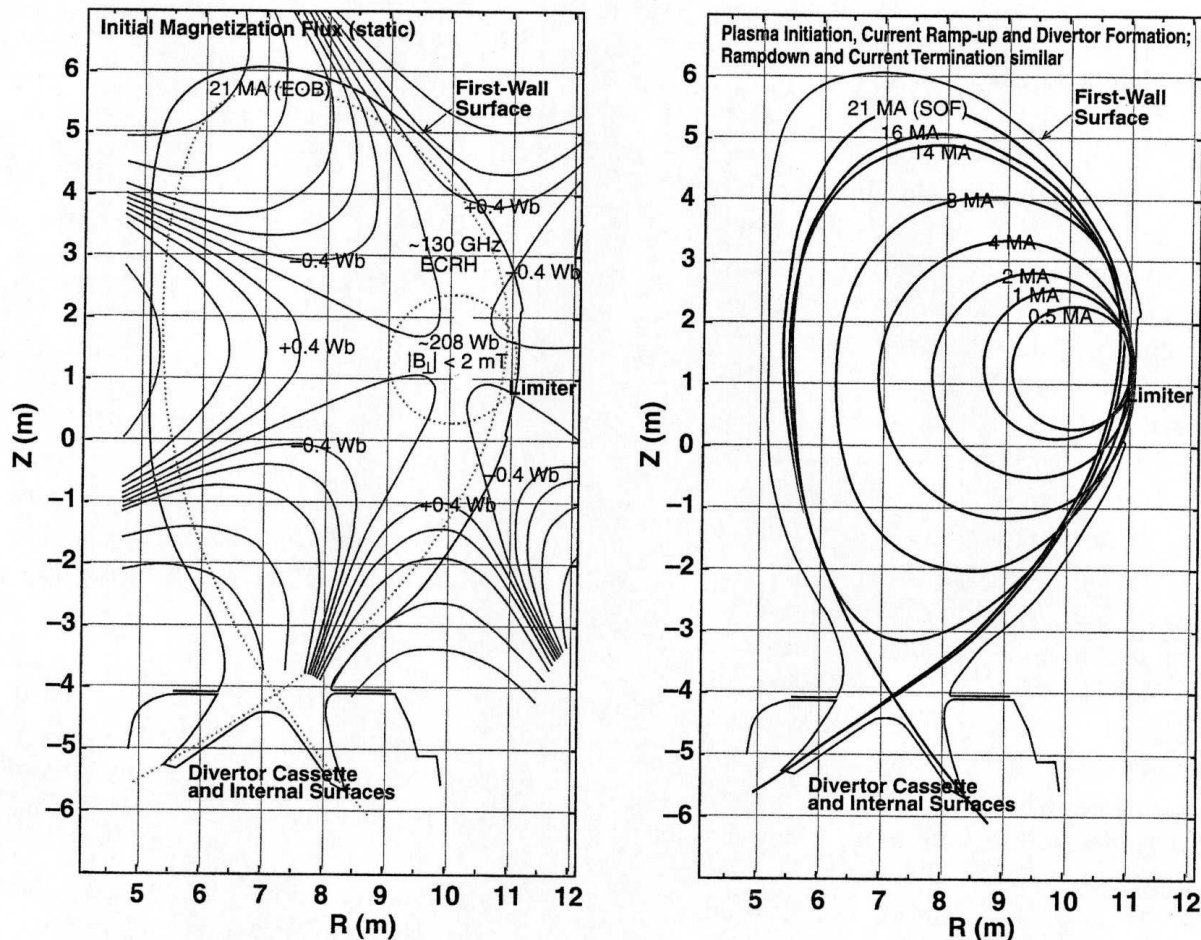 Initial Magnetization Flux (static)
21 MA (EOB)
First-Wall
Surface
+0.4 Wb
~130 GHz
ECRH
−0.4 Wb
−0.4 Wb
+0.4 Wb
~208 Wb
|B⊥| < 2 mT
Limiter
−0.4 Wb
−0.4 Wb
+0.4 Wb
Divertor Cassette
and Internal Surfaces
Z (m)
6
5
4
3
2
1
0
−1
−2
−3
−4
−5
−6
5 6 7 8 9 10 11 12
R (m)
Plasma Initiation, Current Ramp-up and Divertor Formation;
Rampdown and Current Termination similar
21 MA (SOF)
16 MA
14 MA
First-Wall
Surface
8 MA
4 MA
2 MA
1 MA
0.5 MA
Limiter
Divertor Cassette
and Internal Surfaces
Z (m)
6
5
4
3
2
1
0
−1
−2
−3
−4
−5
−6
5 6 7 8 9 10 11 12
R (m)